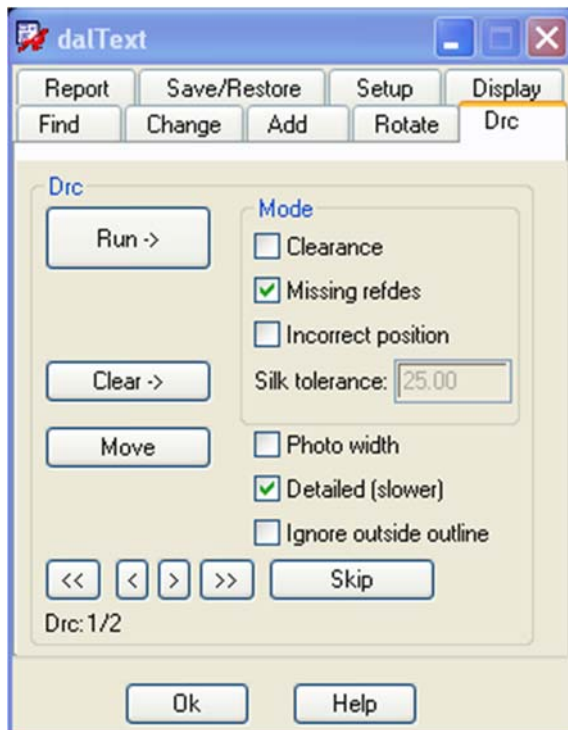 dalText
Report Save/Restore Setup Display
Find Change Add Rotate Drc
Drc
Run ->
Mode
Clearance
Missing refdes
Incorrect position
Clear ->
Silk tolerance: 25.00
Move
Photo width
Detailed (slower)
Ignore outside outline
<< < > >> Skip
Drc: 1/2
Ok Help